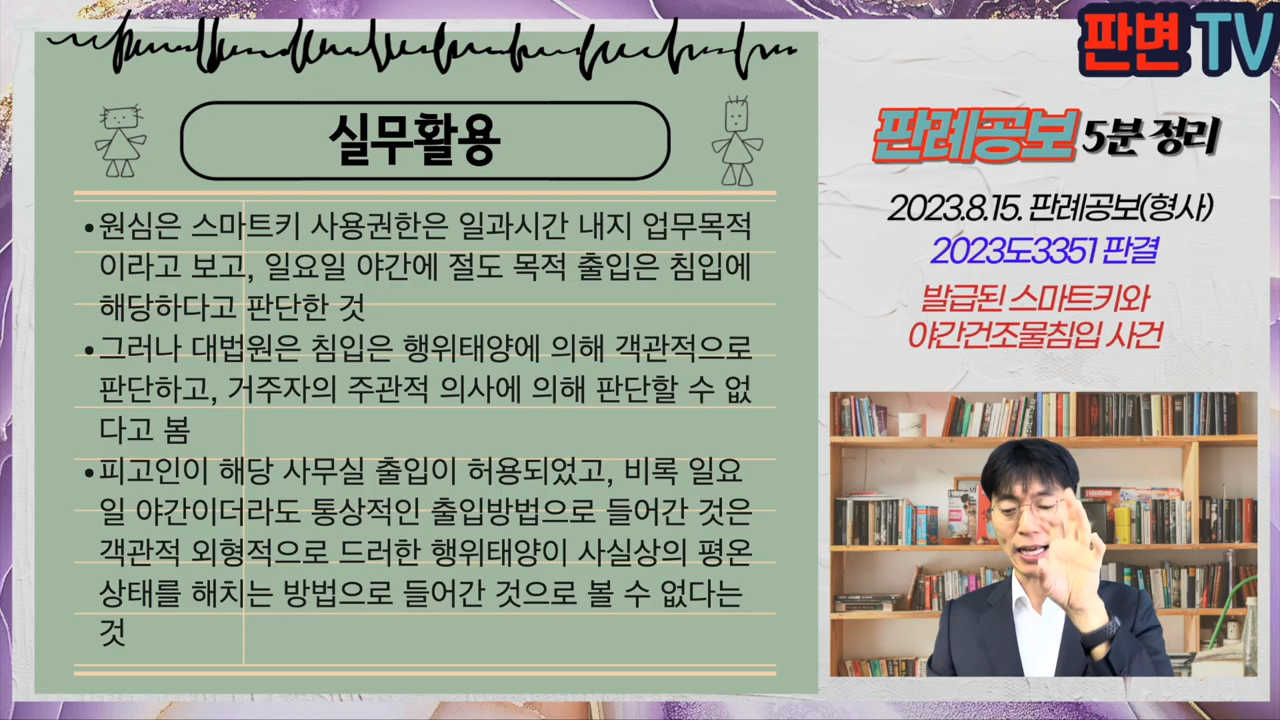 판변 TV
실무활용
• 원심은 스마트키 사용권한은 일과시간 내지 업무목적
이라고 보고, 일요일 야간에 절도 목적 출입은 침입에
해당하다고 판단한 것
• 그러나 대법원은 침입은 행위태양에 의해 객관적으로
판단하고, 거주자의 주관적 의사에 의해 판단할 수 없
다고 봄
• 피고인이 해당 사무실 출입이 허용되었고, 비록 일요
일 야간이더라도 통상적인 출입방법으로 들어간 것은
객관적 외형적으로 드러한 행위태양이 사실상의 평온
상태를 해치는 방법으로 들어간 것으로 볼 수 없다는
것
판례공보 5분 정리
2023.8.15. 판례공보(형사)
2023도3351 판결
발급된 스마트키와
야간건조물침입 사건